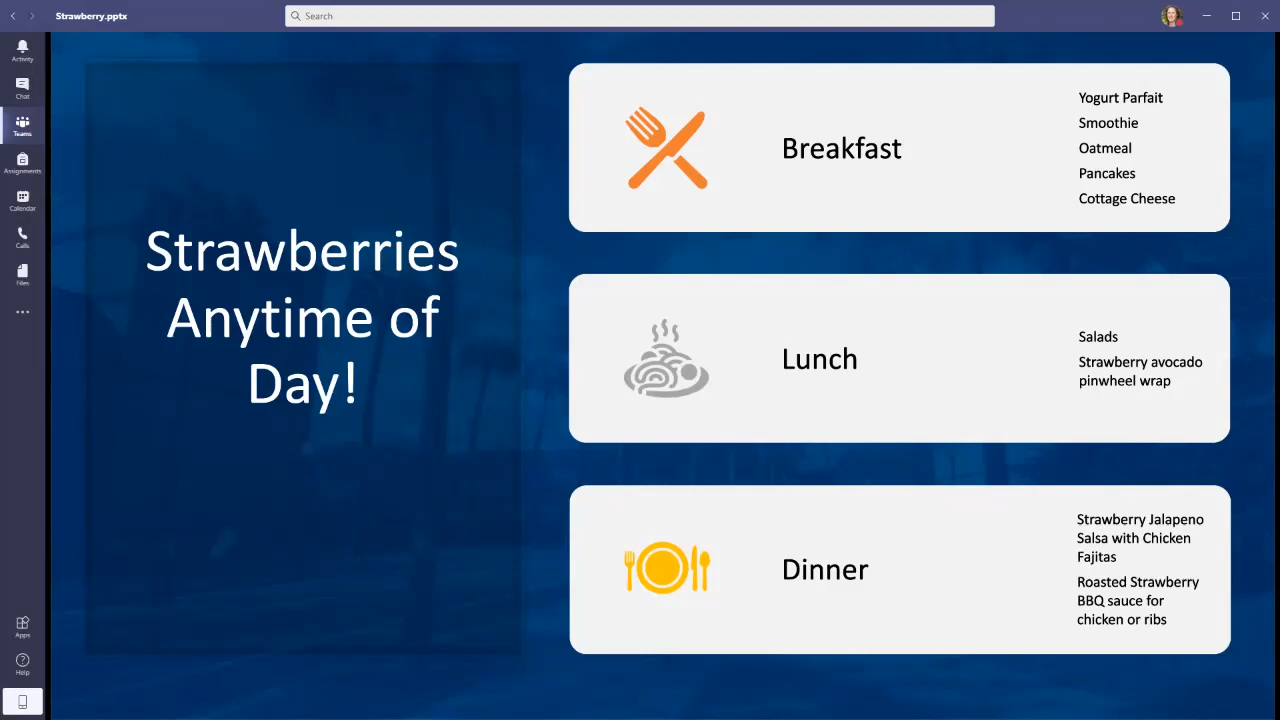 Strawberry.pptx
Search
Activity
Chat
Teams
Assignments
Calendar
Calls
Files
Apps
Help
Strawberries
Anytime of
Day!
Breakfast
Yogurt Parfait
Smoothie
Oatmeal
Pancakes
Cottage Cheese
Lunch
Salads
Strawberry avocado
pinwheel wrap
Dinner
Strawberry Jalapeno
Salsa with Chicken
Fajitas
Roasted Strawberry
BBQ sauce for
chicken or ribs